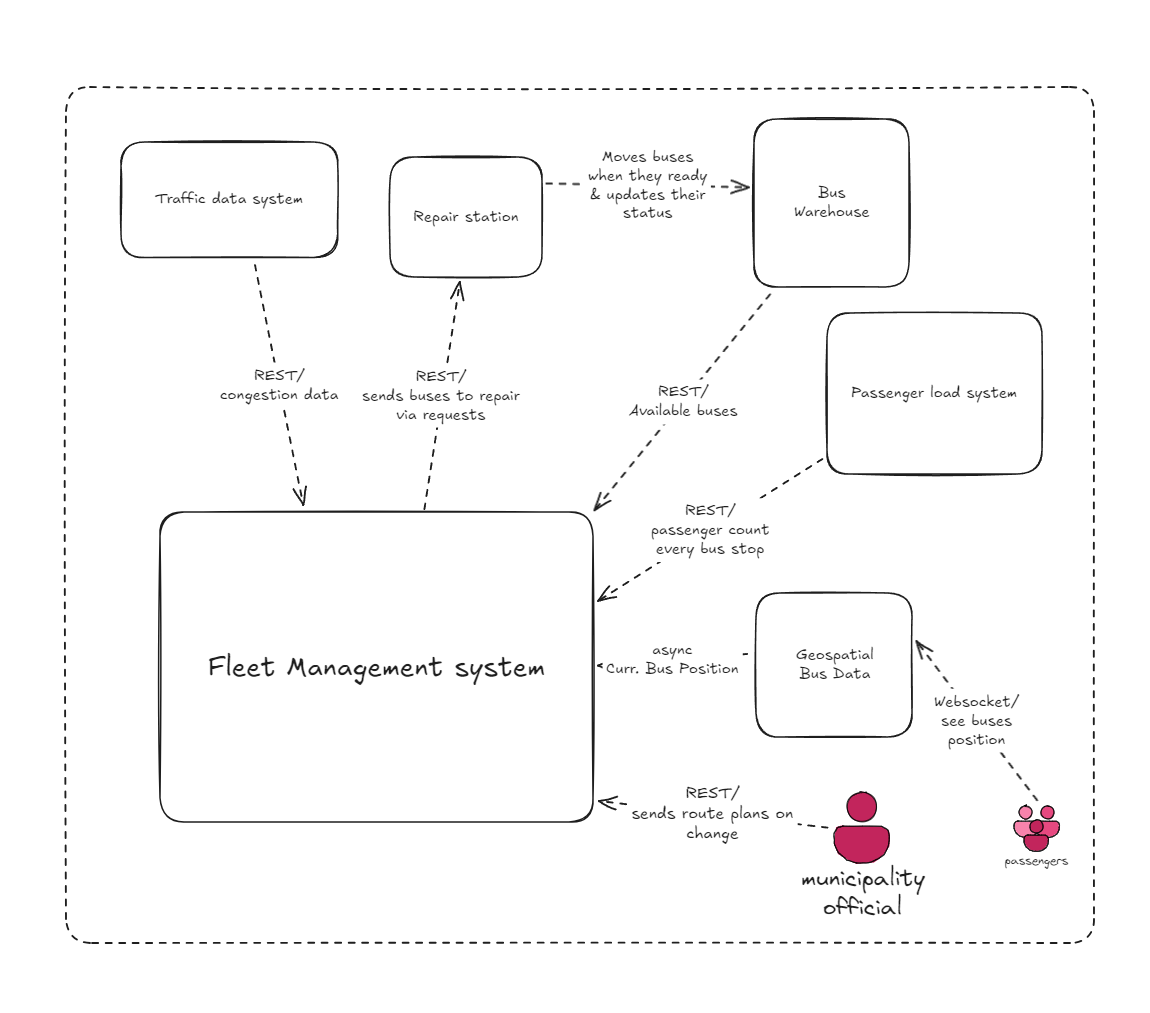 Traffic data system
Repair station
Moves buses
when they ready
& updates their
status
Bus
Warehouse
REST/
congestion data
REST/
sends buses to repair
via requests
REST/
Available buses
Passenger load system
REST/
passenger count
every bus stop
Fleet Management system
async
Curr. Bus Position
Geospatial
Bus Data
Websocket/
see buses
position
REST/
sends route plans on
change
municipality
official
passengers